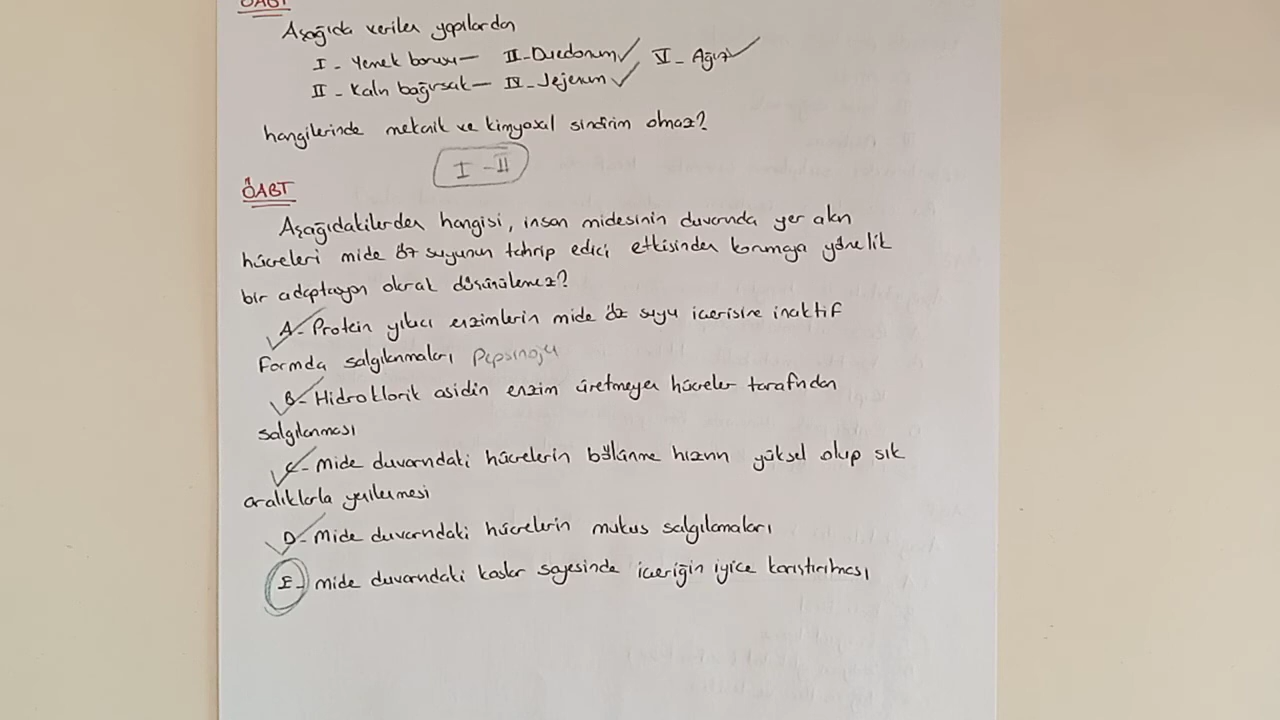 ÖABT
Aşağıda verilen yapılardan
I - Yemek borusu — II - Duedonum ✓ V - Ağız ✓
II - Kalın bağırsak — IV - Jejenum ✓
hangilerinde mekanik ve kimyasal sindirim olmaz?
I - II
ÖABT
Aşağıdakilerden hangisi, insan midesinin duvarında yer alan
hücreleri mide öz suyunun tahrip edici etkisinden korumaya yönelik
bir adaptasyon olarak düşünülemez?
A - Protein yıkıcı enzimlerin mide öz suyu içerisine inaktif
formda salgılanmaları Pepsinojen
B - Hidroklorik asidin enzim üretmeyen hücreler tarafından
salgılanması
C - Mide duvarındaki hücrelerin bölünme hızının yüksel olup sık
aralıklarla yenilenmesi
D - Mide duvarındaki hücrelerin mukus salgılamaları
E - mide duvarındaki kaslar sayesinde içeriğin iyice karıştırılması